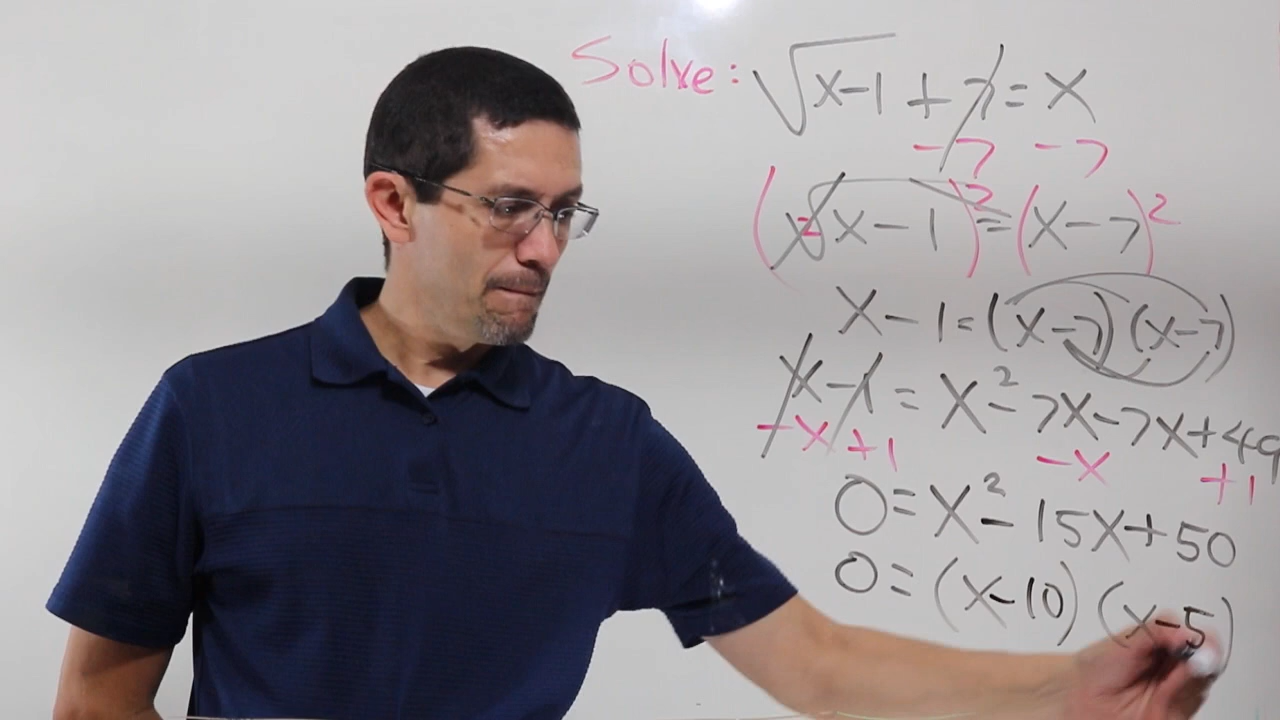 Solve: √x-1 + 7 = x
-7 -7
(2√x-1)² = (x-7)²
x-1 = (x-7)(x-7)
x-1 = x²-7x-7x+49
-x +1 -x +1
0 = x²-15x+50
0 = (x-10)(x-5)